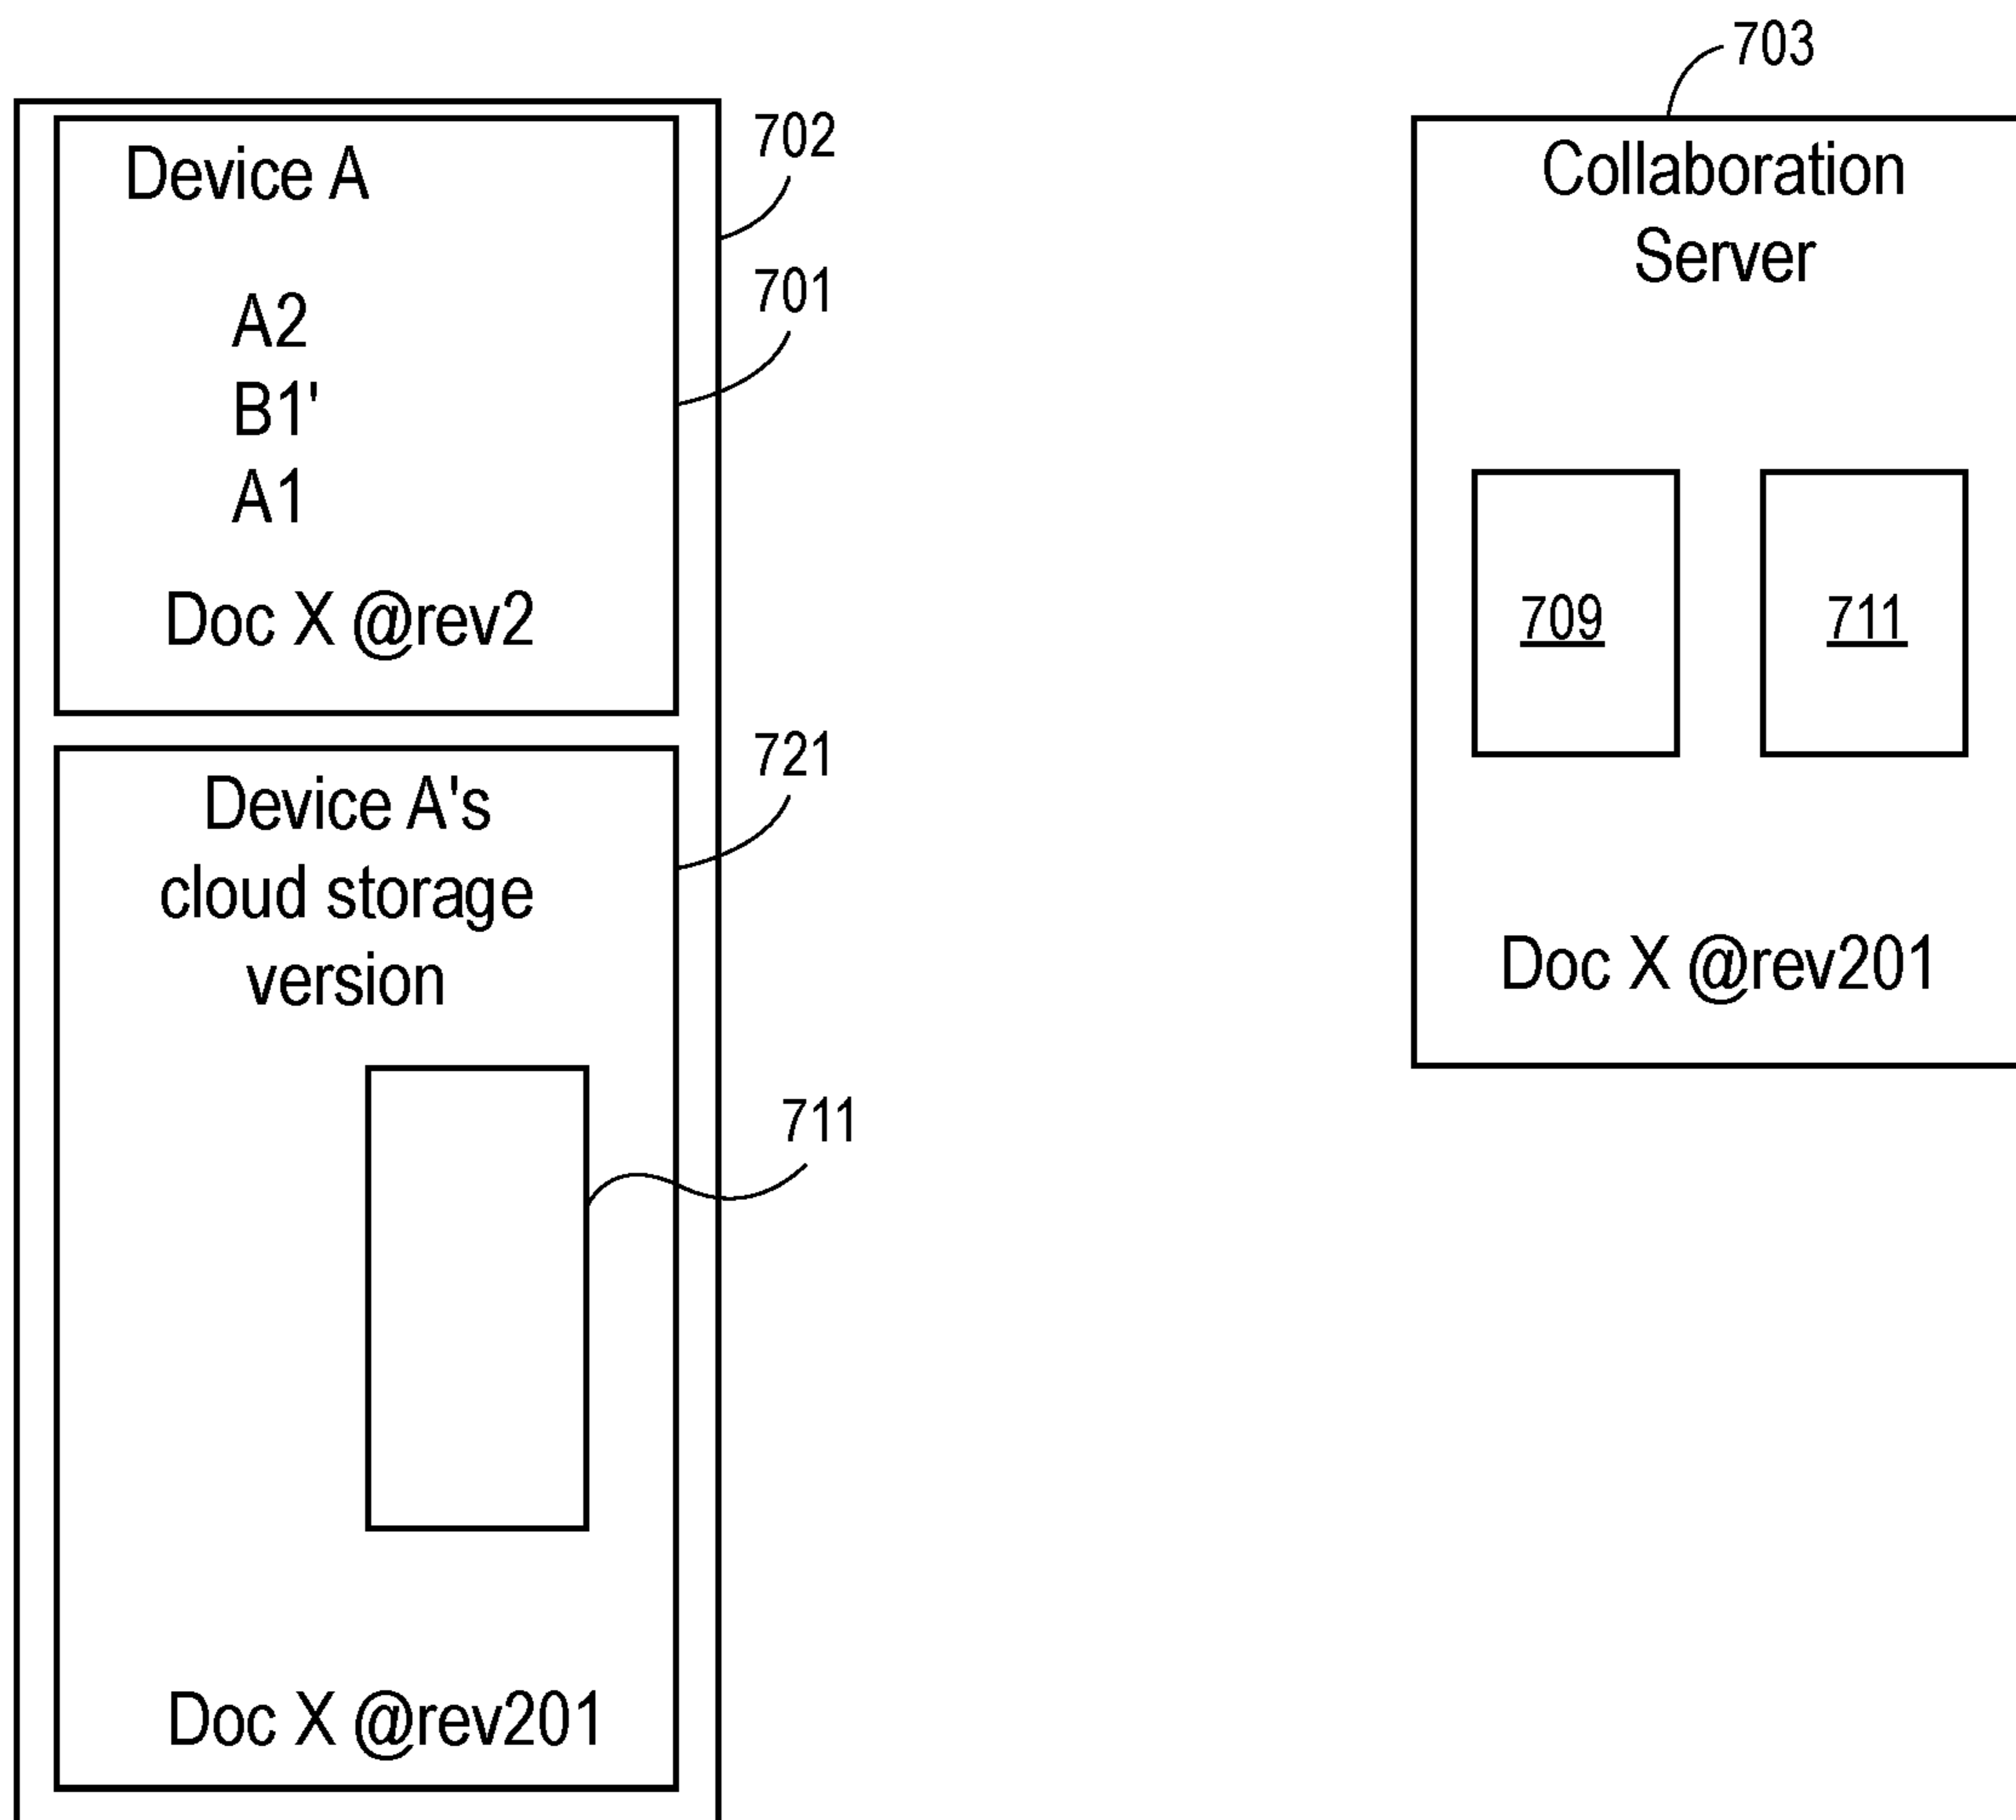 Device A
A2
B1'
A1
Doc X @rev2
702
701
Device A's
cloud storage
version
721
711
Doc X @rev201
703
Collaboration
Server
709
711
Doc X @rev201